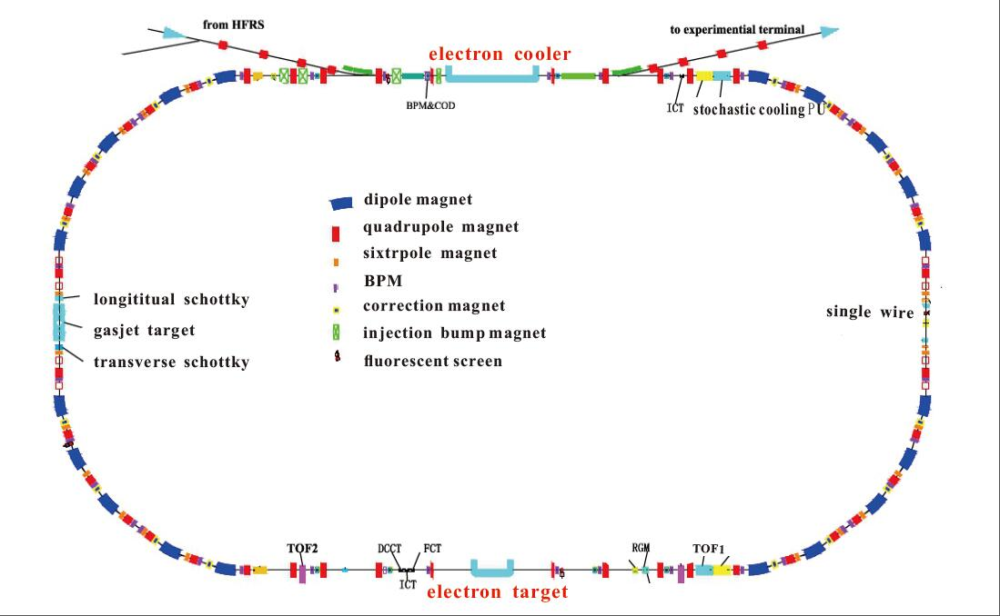 from HFRS
to experimential terminal
electron cooler
BPM&COD
ICT
stochastic cooling PU
dipole magnet
quadrupole magnet
sixtrpole magnet
BPM
correction magnet
injection bump magnet
fluorescent screen
longititual schottky
gasjet target
transverse schottky
single wire
TOF2
DCCT
FCT
ICT
RGM
TOF1
electron target